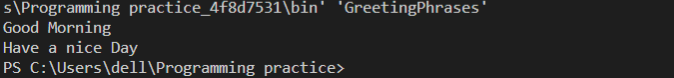 s\Programming practice_4f8d7531\bin' 'GreetingPhrases'
Good Morning
Have a nice Day
PS C:\Users\dell\Programming practice>